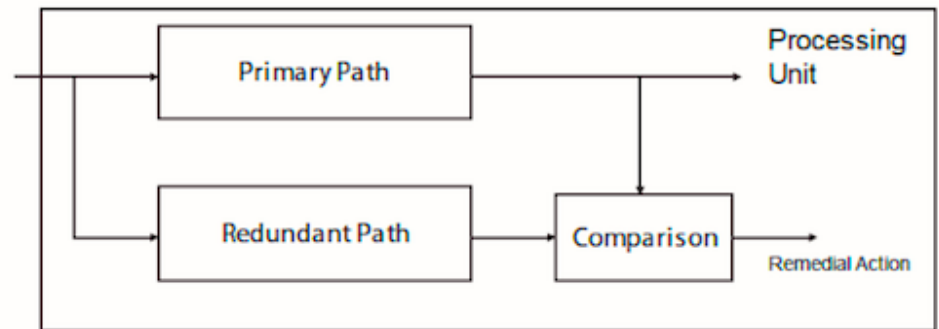 Processing
Unit
Primary Path
Redundant Path
Comparison
Remedial Action